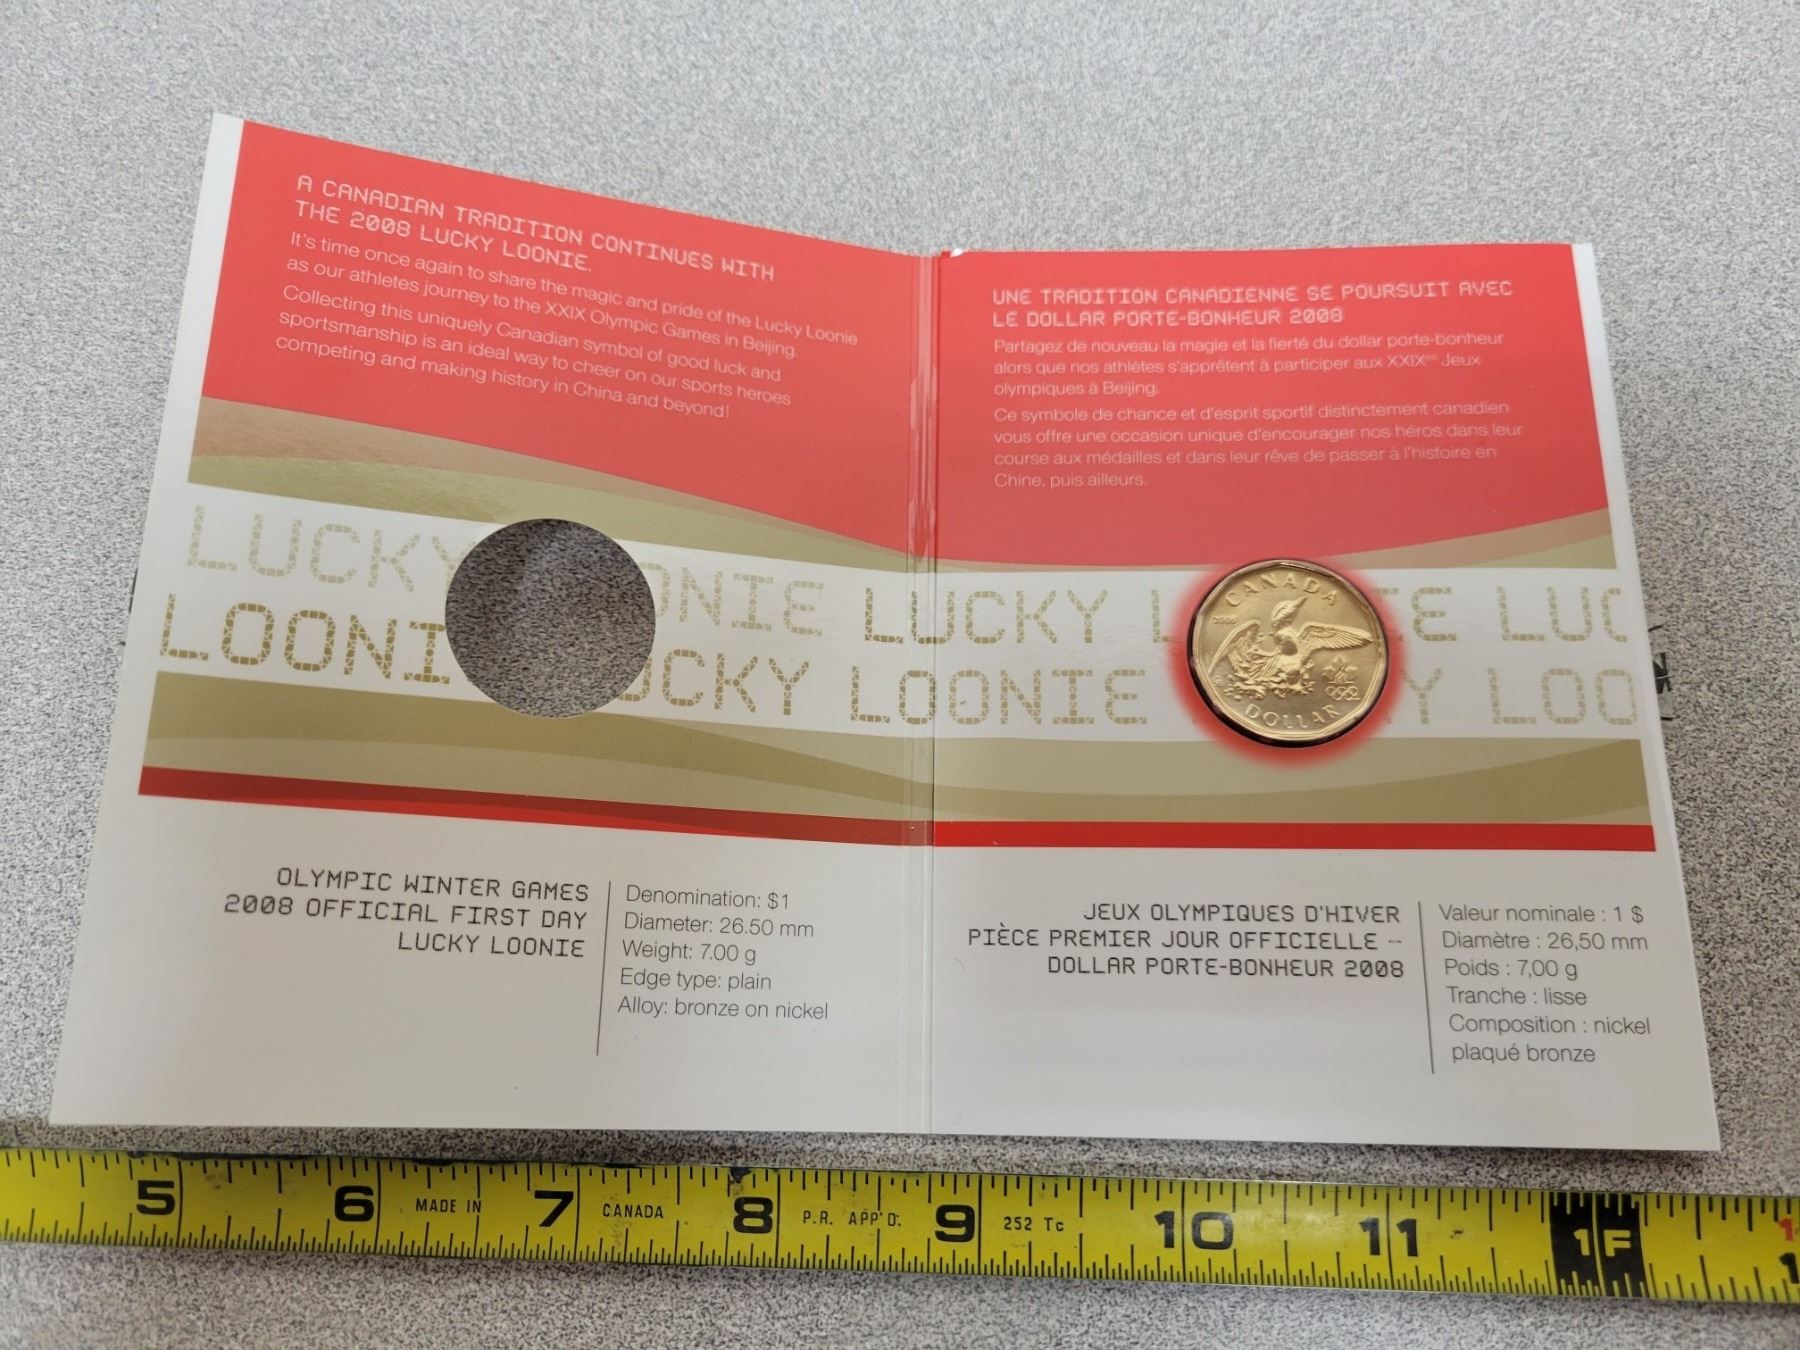 A CANADIAN TRADITION CONTINUES WITH
THE 2008 LUCKY LOONIE.
It's time once again to share the magic and pride of the Lucky Loonie
as our athletes journey to the XXIX Olympic Games in Beijing.
Collecting this uniquely Canadian symbol of good luck and
sportsmanship is an ideal way to cheer on our sports heroes
competing and making history in China and beyond!
UNE TRADITION CANADIENNE SE POURSUIT AVEC
LE DOLLAR PORTE-BONHEUR 2008
Partagez de nouveau la magie et la fierté du dollar porte-bonheur
alors que nos athlètes s'apprêtent à participer aux XXIXes Jeux
olympiques à Beijing.
Ce symbole de chance et d'esprit sportif distinctement canadien
vous offre une occasion unique d'encourager nos héros dans leur
course aux médailles et dans leur rêve de passer à l'histoire en
Chine, puis ailleurs.
LUCKY ONIE LUCKY L IE LUC
LOONI UCKY LOONIE Y LOO
CANADA
2008
DOLLAR
OLYMPIC WINTER GAMES
2008 OFFICIAL FIRST DAY
LUCKY LOONIE
Denomination: $1
Diameter: 26.50 mm
Weight: 7.00 g
Edge type: plain
Alloy: bronze on nickel
JEUX OLYMPIQUES D'HIVER
PIÈCE PREMIER JOUR OFFICIELLE –
DOLLAR PORTE-BONHEUR 2008
Valeur nominale : 1 $
Diamètre : 26,50 mm
Poids : 7,00 g
Tranche : lisse
Composition : nickel
plaqué bronze
5 6 MADE IN 7 CANADA 8 P.R. APP'D. 9 252 Tc 10 11 1F